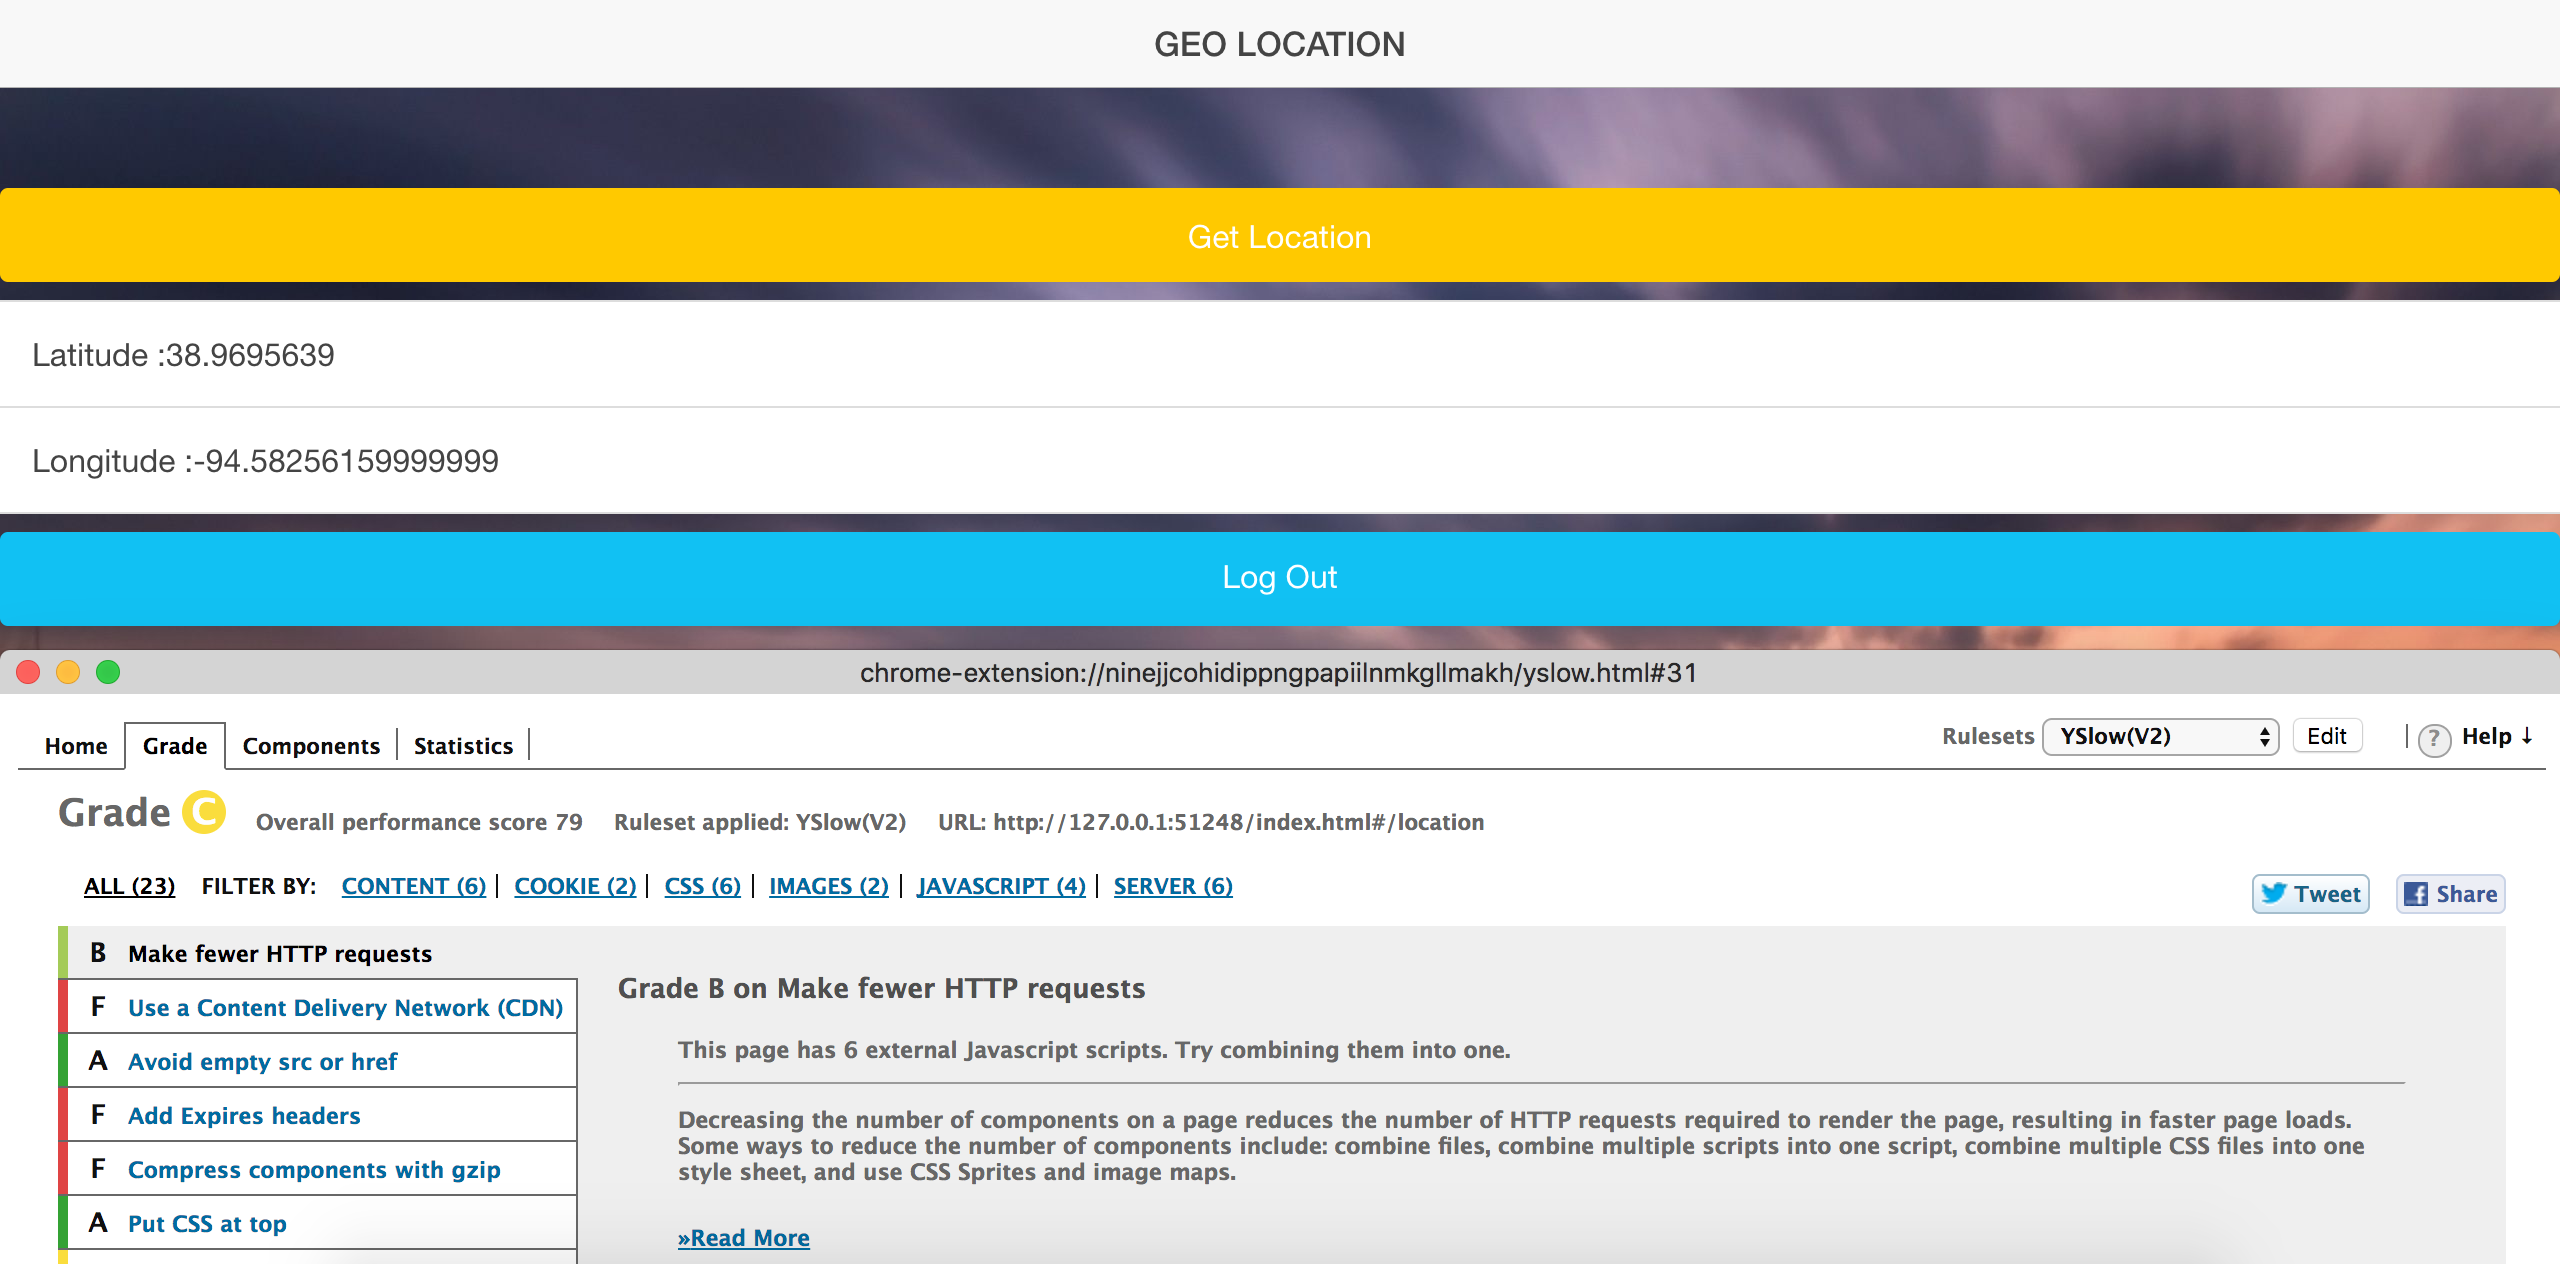 GEO LOCATION
Get Location
Latitude :38.9695639
Longitude :-94.58256159999999
Log Out
chrome-extension://ninejjcohidippngpapiilnmkgllmakh/yslow.html#31
Home Grade Components Statistics Rulesets YSlow(V2) Edit ? Help ↓
Grade C Overall performance score 79 Ruleset applied: YSlow(V2) URL: http://127.0.0.1:51248/index.html#/location
ALL (23) FILTER BY: CONTENT (6) | COOKIE (2) | CSS (6) | IMAGES (2) | JAVASCRIPT (4) | SERVER (6)
Tweet Share
B Make fewer HTTP requests
F Use a Content Delivery Network (CDN)
A Avoid empty src or href
F Add Expires headers
F Compress components with gzip
A Put CSS at top
Grade B on Make fewer HTTP requests
This page has 6 external Javascript scripts. Try combining them into one.
Decreasing the number of components on a page reduces the number of HTTP requests required to render the page, resulting in faster page loads.
Some ways to reduce the number of components include: combine files, combine multiple scripts into one script, combine multiple CSS files into one
style sheet, and use CSS Sprites and image maps.
»Read More